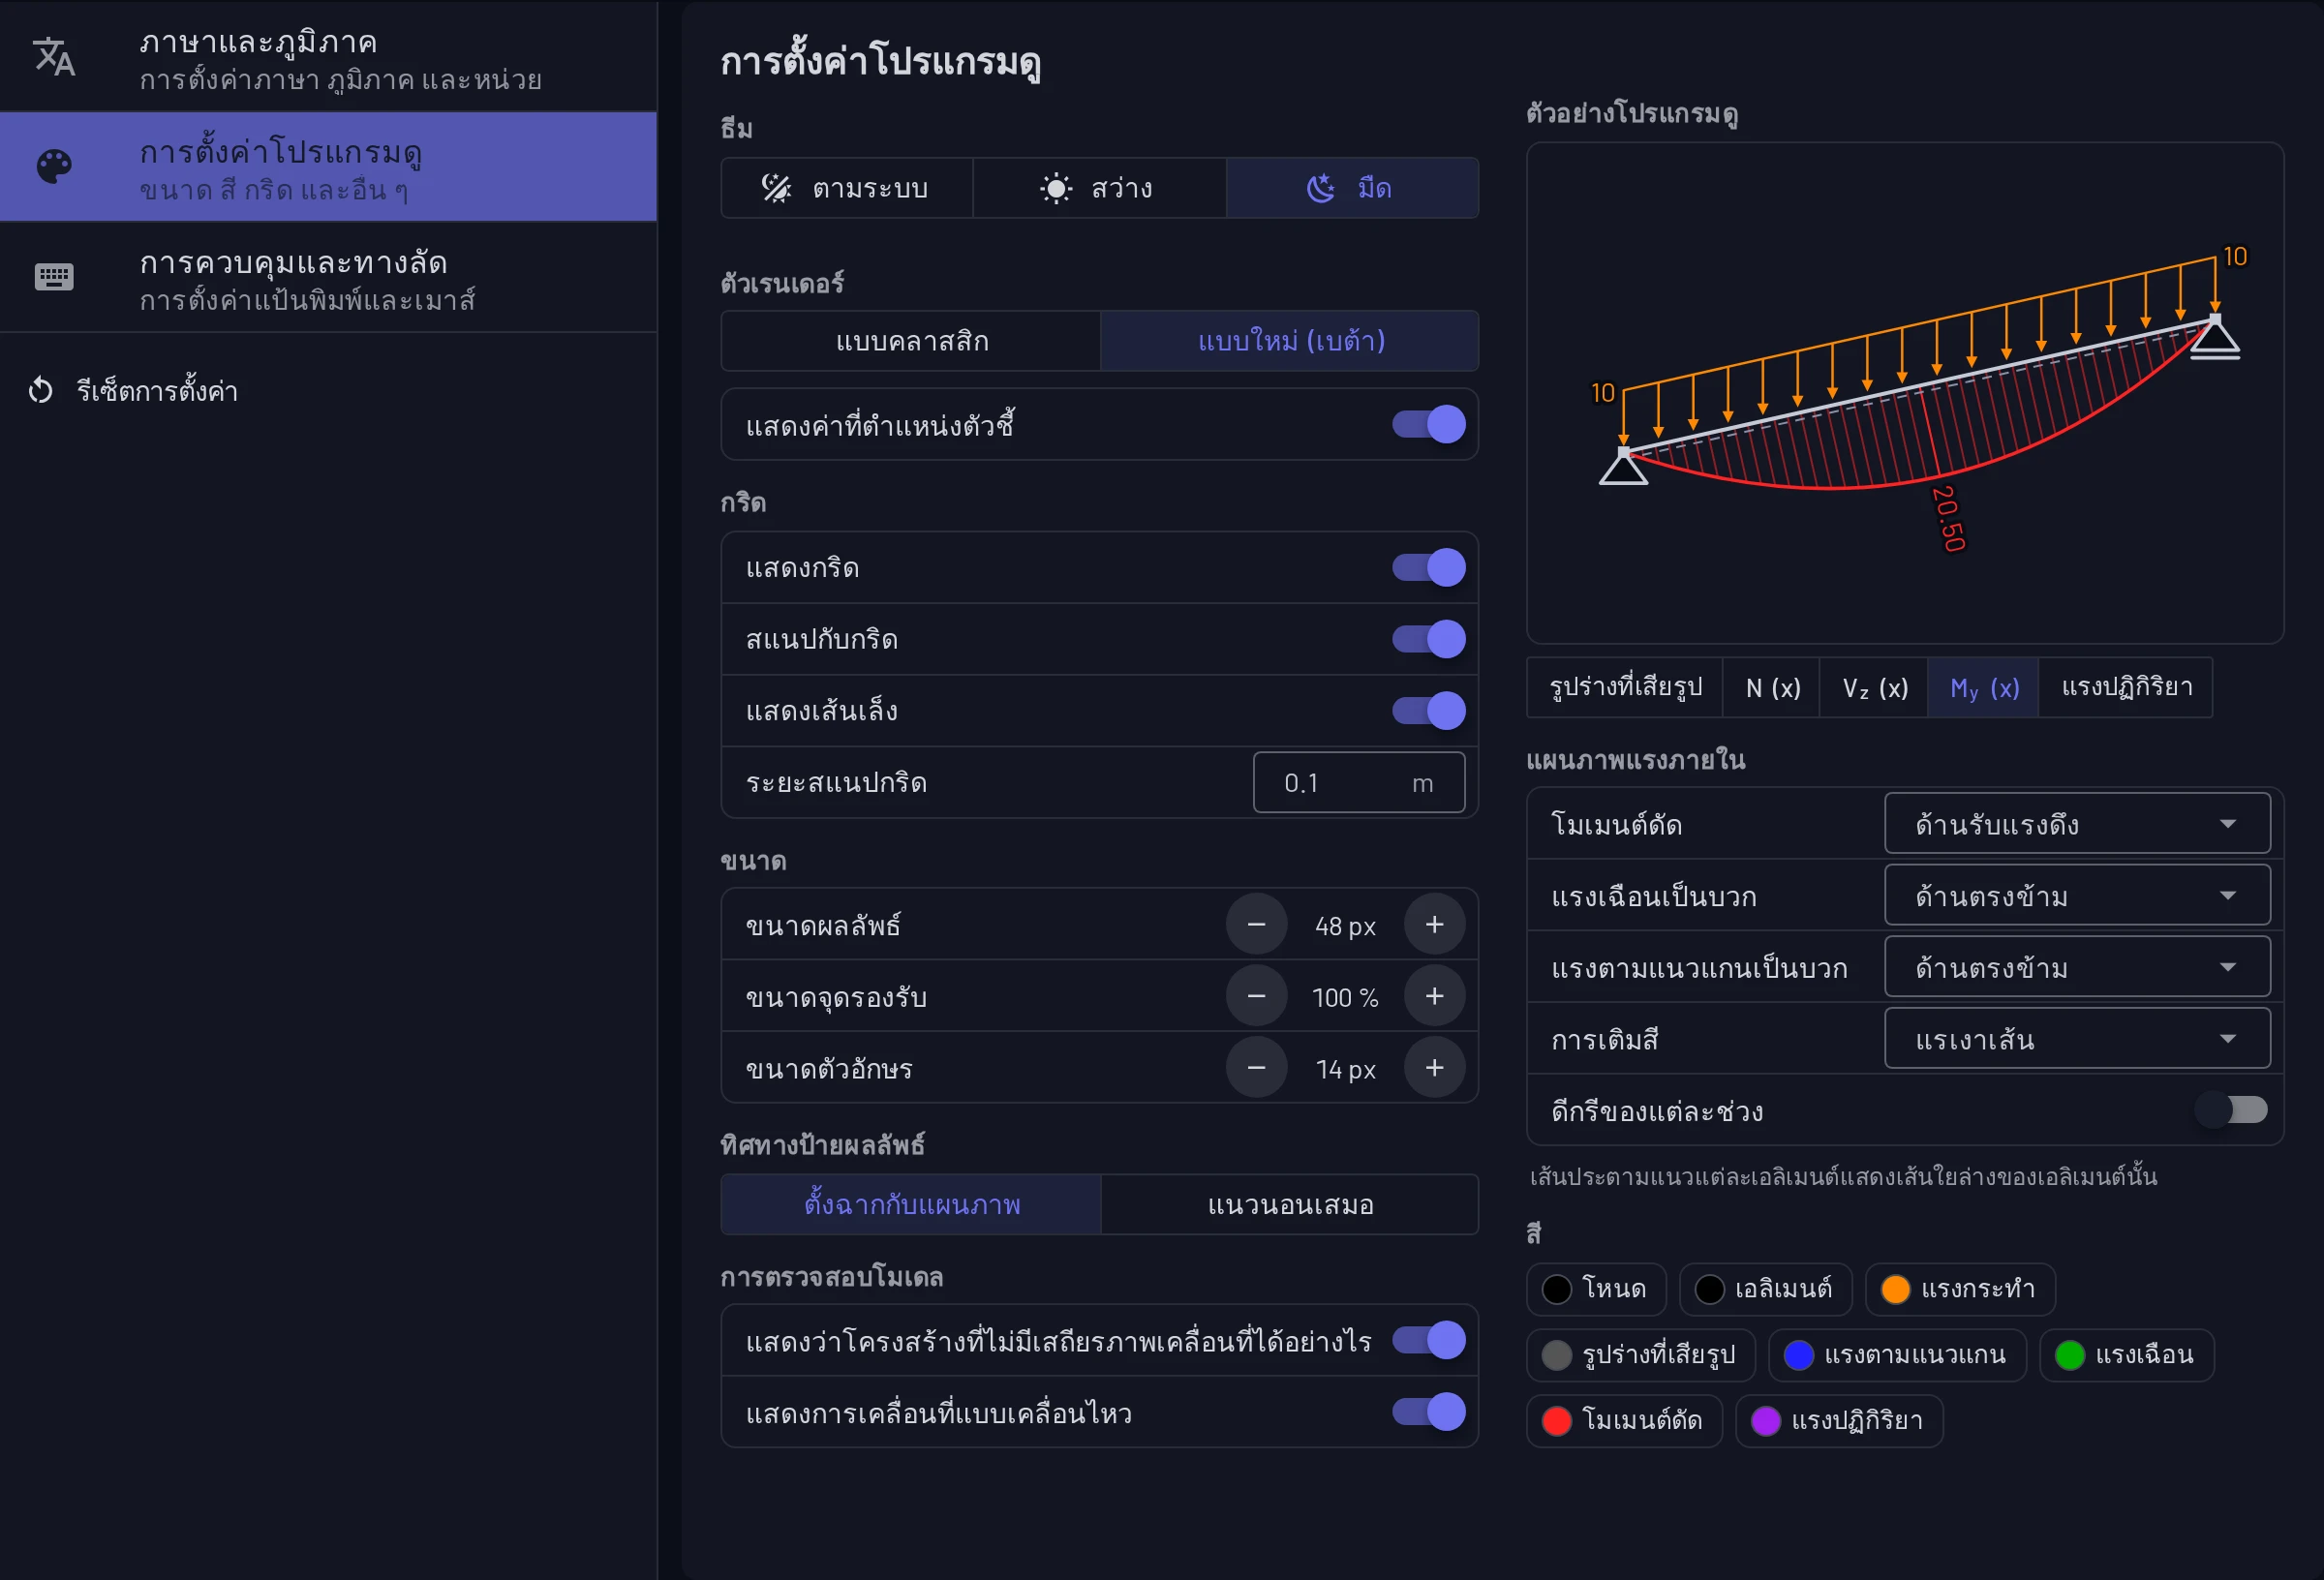 ภาษาและภูมิภาค
การตั้งค่าภาษา ภูมิภาค และหน่วย
การตั้งค่าโปรแกรมดู
ขนาด สี กริด และอื่น ๆ
การควบคุมและทางลัด
การตั้งค่าแป้นพิมพ์และเมาส์
รีเซ็ตการตั้งค่า
การตั้งค่าโปรแกรมดู
ธีม
ตามระบบ สว่าง มืด
ตัวเรนเดอร์
แบบคลาสสิก แบบใหม่ (เบต้า)
แสดงค่าที่ตำแหน่งตัวชี้
กริด
แสดงกริด
สแนปกับกริด
แสดงเส้นเล็ง
ระยะสแนปกริด 0.1 m
ขนาด
ขนาดผลลัพธ์ − 48 px +
ขนาดจุดรองรับ − 100 % +
ขนาดตัวอักษร − 14 px +
ทิศทางป้ายผลลัพธ์
ตั้งฉากกับแผนภาพ แนวนอนเสมอ
การตรวจสอบโมเดล
แสดงว่าโครงสร้างที่ไม่มีเสถียรภาพเคลื่อนที่ได้อย่างไร
แสดงการเคลื่อนที่แบบเคลื่อนไหว
ตัวอย่างโปรแกรมดู
10
10
20.50
รูปร่างที่เสียรูป N (x) Vz (x) My (x) แรงปฏิกิริยา
แผนภาพแรงภายใน
โมเมนต์ดัด ด้านรับแรงดึง
แรงเฉือนเป็นบวก ด้านตรงข้าม
แรงตามแนวแกนเป็นบวก ด้านตรงข้าม
การเติมสี แรเงาเส้น
ดีกรีของแต่ละช่วง
เส้นประตามแนวแต่ละเอลิเมนต์แสดงเส้นใยล่างของเอลิเมนต์นั้น
สี
โหนด เอลิเมนต์ แรงกระทำ
รูปร่างที่เสียรูป แรงตามแนวแกน แรงเฉือน
โมเมนต์ดัด แรงปฏิกิริยา